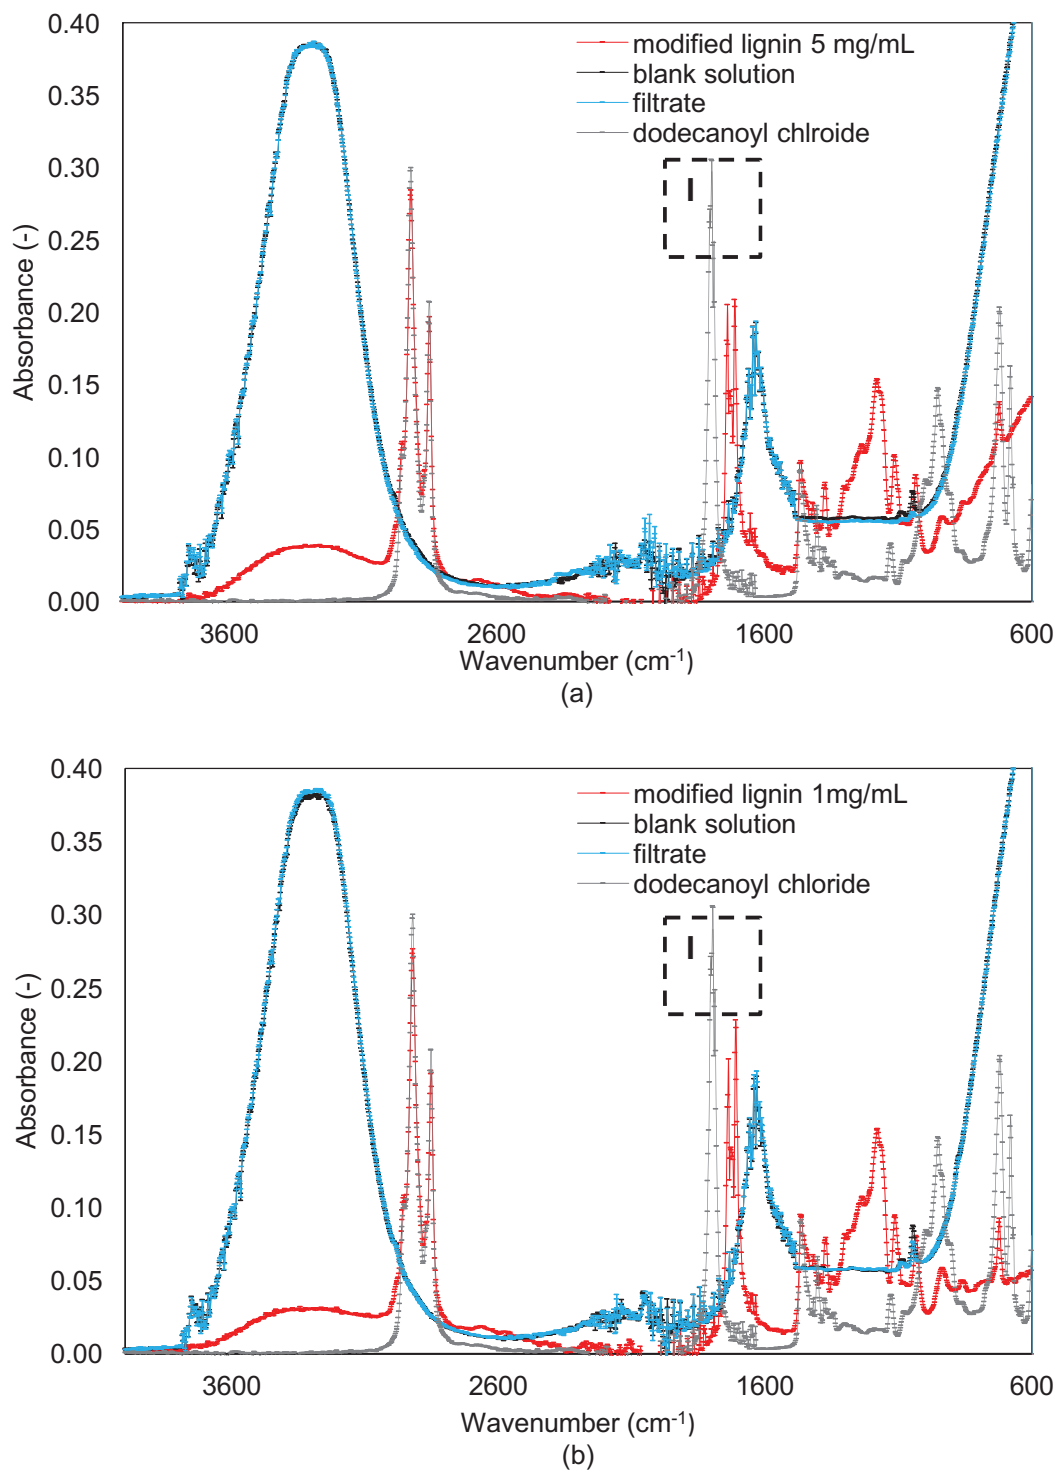 0.40
0.35
0.30
0.25
0.20
0.15
0.10
0.05
0.00
Absorbance (-)
modified lignin 5 mg/mL
blank solution
filtrate
dodecanoyl chlroide
I
3600
2600
1600
600
Wavenumber (cm-1)
(a)
0.40
0.35
0.30
0.25
0.20
0.15
0.10
0.05
0.00
Absorbance (-)
modified lignin 1mg/mL
blank solution
filtrate
dodecanoyl chloride
I
3600
2600
1600
600
Wavenumber (cm-1)
(b)